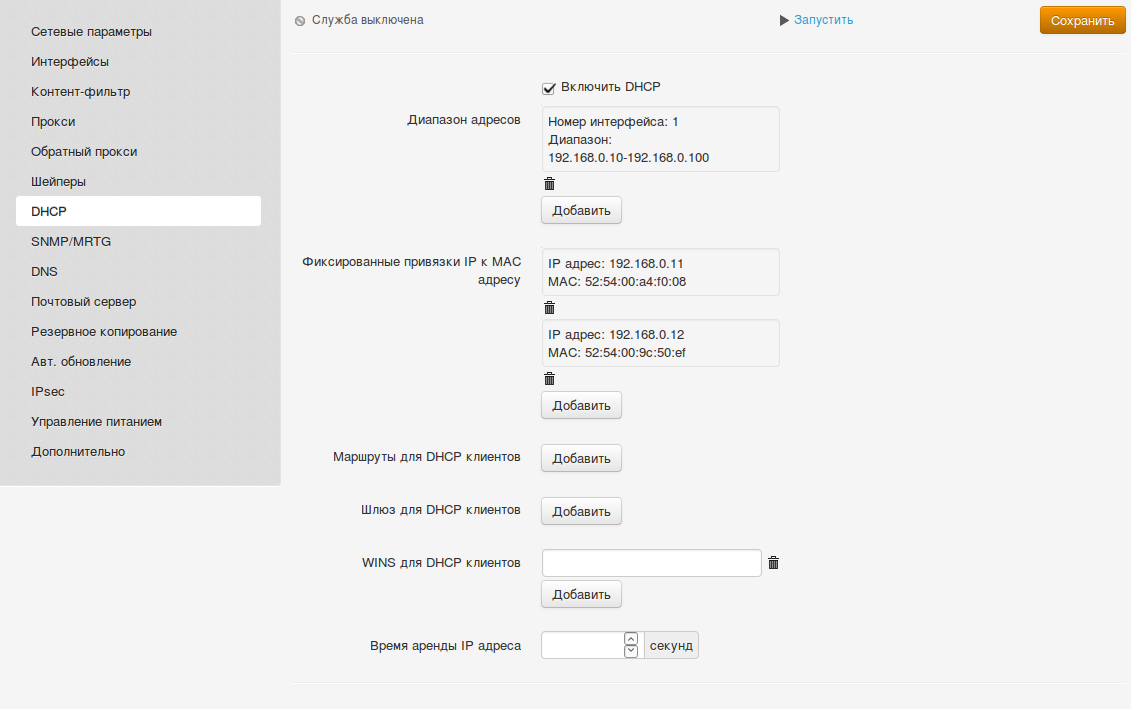 Сетевые параметры
Интерфейсы
Контент-фильтр
Прокси
Обратный прокси
Шейперы
DHCP
SNMP/MRTG
DNS
Почтовый сервер
Резервное копирование
Авт. обновление
IPsec
Управление питанием
Дополнительно
Служба выключена
Запустить
Сохранить
Включить DHCP
Диапазон адресов
Номер интерфейса: 1
Диапазон:
192.168.0.10-192.168.0.100
Добавить
Фиксированные привязки IP к MAC
адресу
IP адрес: 192.168.0.11
MAC: 52:54:00:a4:f0:08
IP адрес: 192.168.0.12
MAC: 52:54:00:9c:50:ef
Добавить
Маршруты для DHCP клиентов
Добавить
Шлюз для DHCP клиентов
Добавить
WINS для DHCP клиентов
Добавить
Время аренды IP адреса
секунд